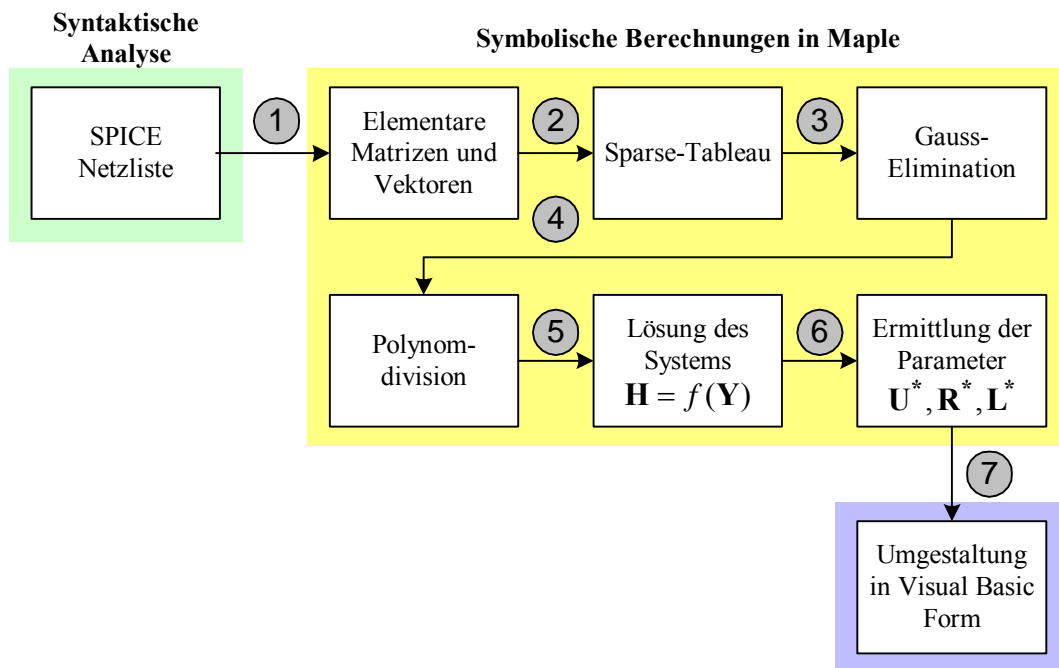 Syntaktische
Analyse
Symbolische Berechnungen in Maple
SPICE
Netzliste
1
Elementare
Matrizen und
Vektoren
2
Sparse-Tableau
3
Gauss-
Elimination
4
Polynom-
division
5
Lösung des
Systems
H = f(Y)
6
Ermittlung der
Parameter
U*, R*, L*
7
Umgestaltung
in Visual Basic
Form